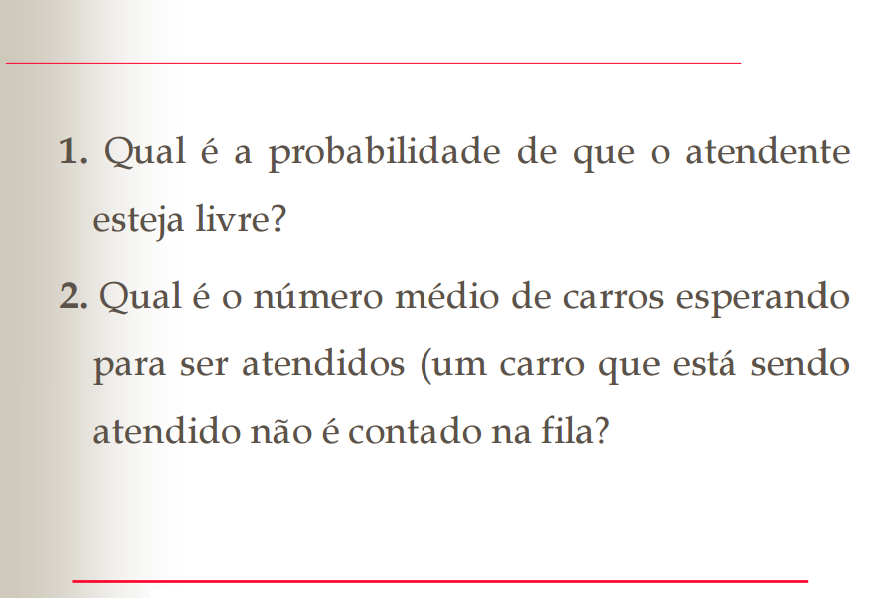 1. Qual é a probabilidade de que o atendente
esteja livre?
2. Qual é o número médio de carros esperando
para ser atendidos (um carro que está sendo
atendido não é contado na fila?